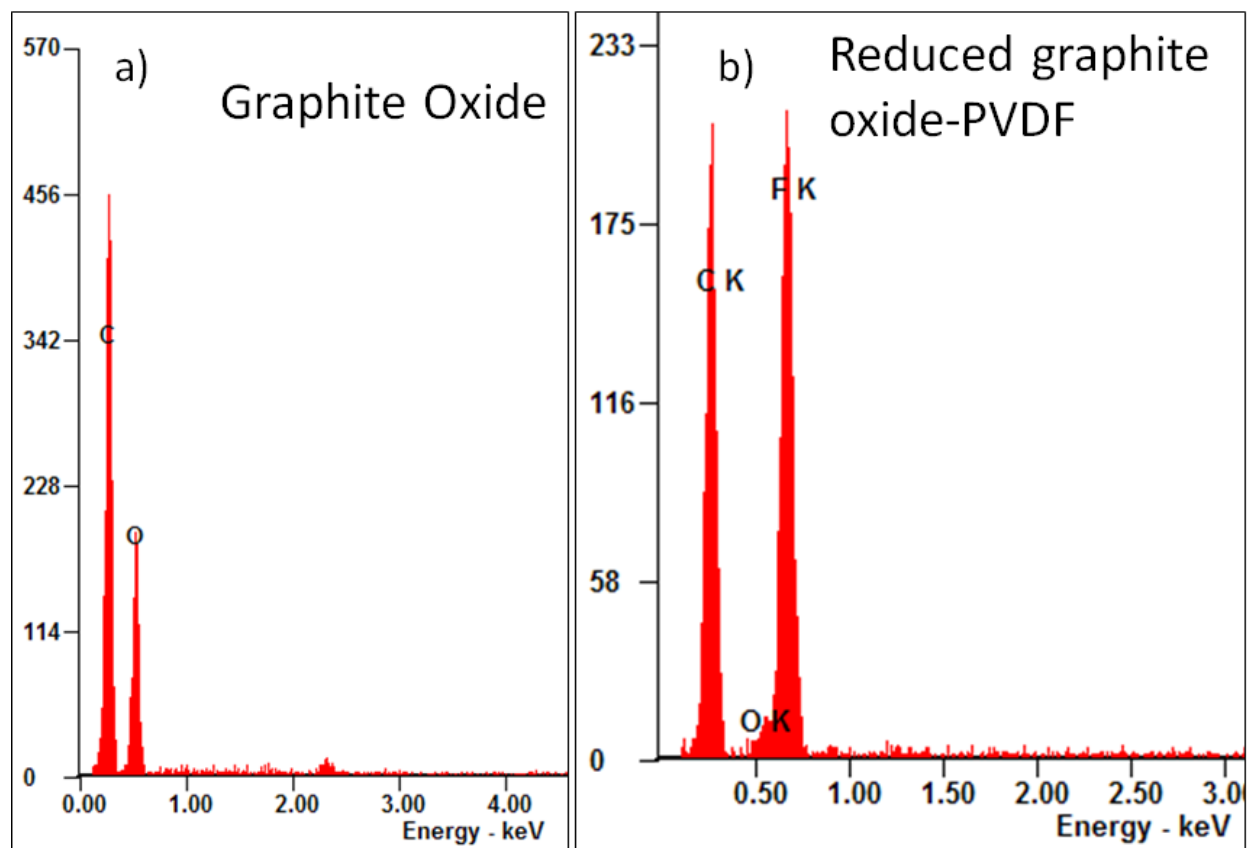 570
a)
Graphite Oxide
456
C
342
228
O
114
0
0.00 1.00 2.00 3.00 4.00
Energy - keV
233
b)
Reduced graphite
oxide-PVDF
F K
175
C K
116
58
O K
0
0.50 1.00 1.50 2.00 2.50 3.0
Energy - keV